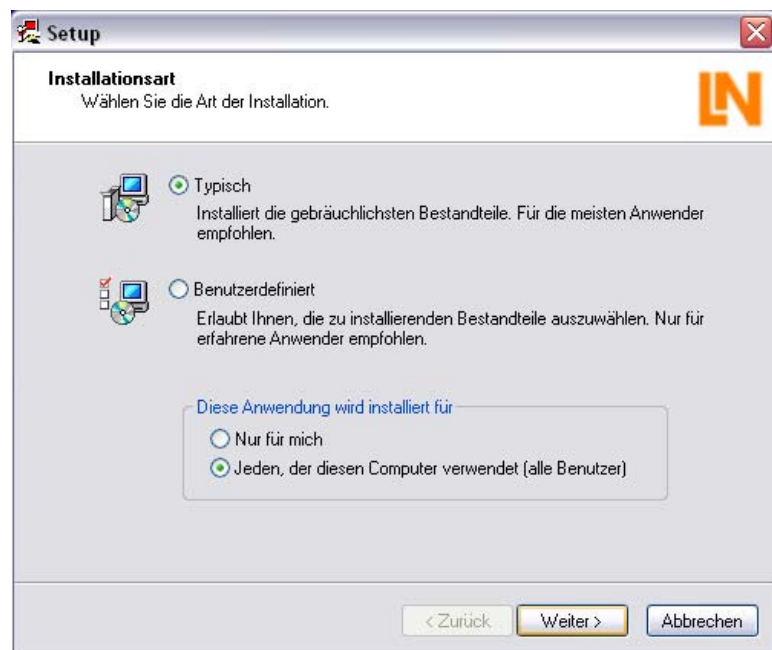 Setup
Installationsart
Wählen Sie die Art der Installation.
LN
Typisch
Installiert die gebräuchlichsten Bestandteile. Für die meisten Anwender
empfohlen.
Benutzerdefiniert
Erlaubt Ihnen, die zu installierenden Bestandteile auszuwählen. Nur für
erfahrene Anwender empfohlen.
Diese Anwendung wird installiert für
Nur für mich
Jeden, der diesen Computer verwendet (alle Benutzer)
< Zurück
Weiter >
Abbrechen